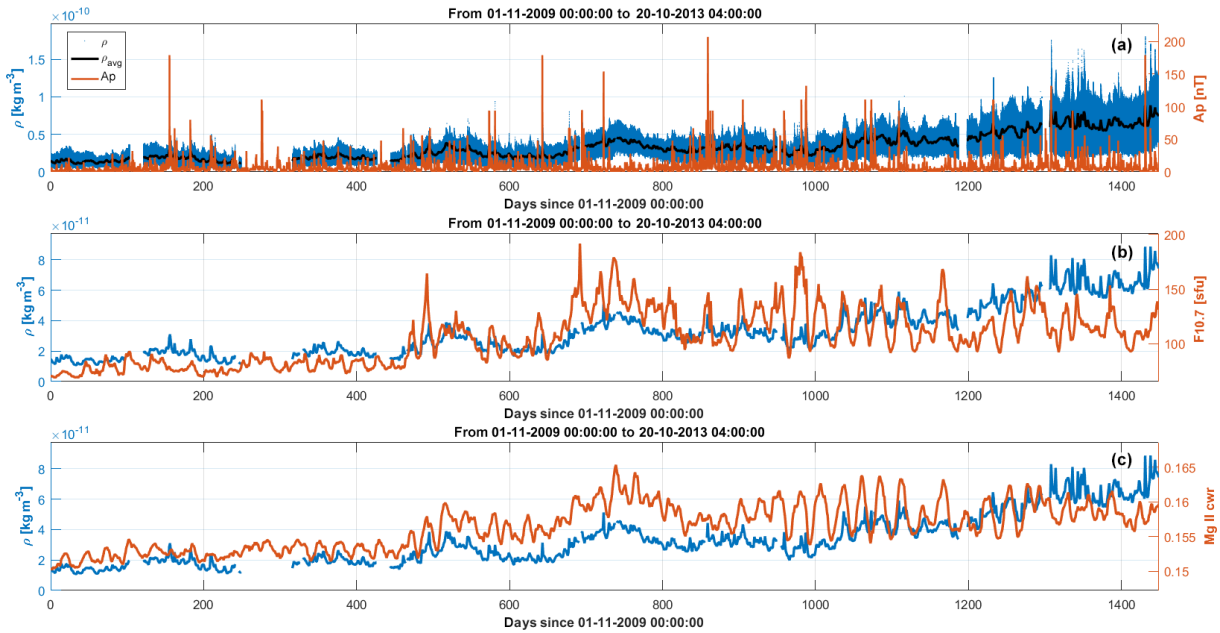 From 01-11-2009 00:00:00 to 20-10-2013 04:00:00
×10⁻¹⁰
(a)
ρ
ρavg
Ap
ρ [kg m⁻³]
1.5
1
0.5
0
200
150
100
50
0
Ap [nT]
0 200 400 600 800 1000 1200 1400
Days since 01-11-2009 00:00:00
From 01-11-2009 00:00:00 to 20-10-2013 04:00:00
×10⁻¹¹
(b)
ρ [kg m⁻³]
8
6
4
2
0
200
150
100
F10.7 [sfu]
0 200 400 600 800 1000 1200 1400
Days since 01-11-2009 00:00:00
From 01-11-2009 00:00:00 to 20-10-2013 04:00:00
×10⁻¹¹
(c)
ρ [kg m⁻³]
8
6
4
2
0
0.165
0.16
0.155
0.15
Mg II cwr
0 200 400 600 800 1000 1200 1400
Days since 01-11-2009 00:00:00